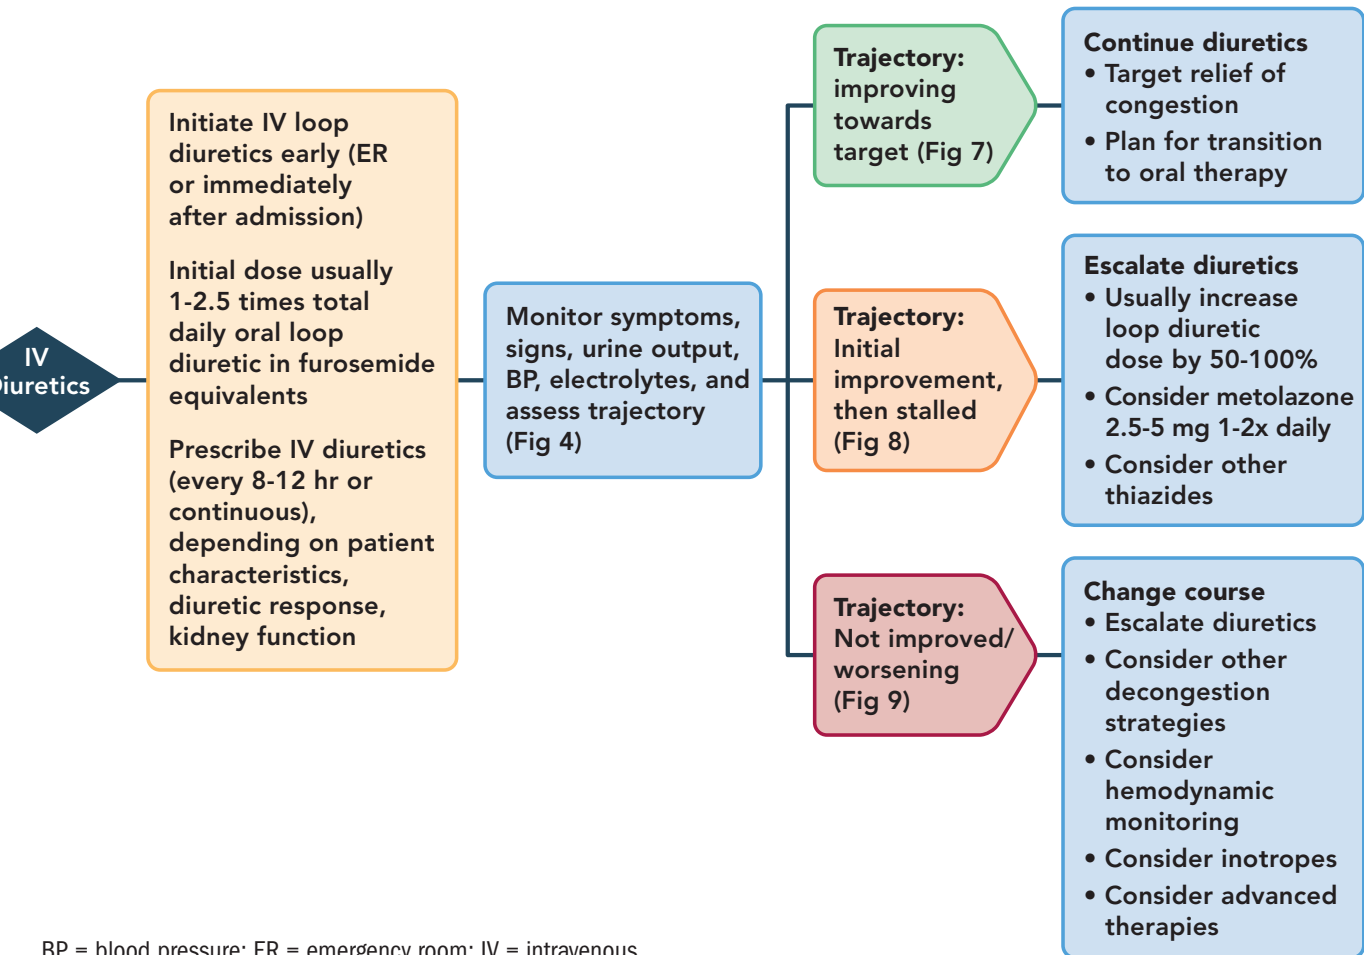 IV
Diuretics
Initiate IV loop
diuretics early (ER
or immediately
after admission)
Initial dose usually
1-2.5 times total
daily oral loop
diuretic in furosemide
equivalents
Prescribe IV diuretics
(every 8-12 hr or
continuous),
depending on patient
characteristics,
diuretic response,
kidney function
Monitor symptoms,
signs, urine output,
BP, electrolytes, and
assess trajectory
(Fig 4)
Trajectory:
improving
towards
target (Fig 7)
Continue diuretics
• Target relief of
congestion
• Plan for transition
to oral therapy
Trajectory:
Initial
improvement,
then stalled
(Fig 8)
Escalate diuretics
• Usually increase
loop diuretic
dose by 50-100%
• Consider metolazone
2.5-5 mg 1-2x daily
• Consider other
thiazides
Trajectory:
Not improved/
worsening
(Fig 9)
Change course
• Escalate diuretics
• Consider other
decongestion
strategies
• Consider
hemodynamic
monitoring
• Consider inotropes
• Consider advanced
therapies
BP = blood pressure; ER = emergency room; IV = intravenous